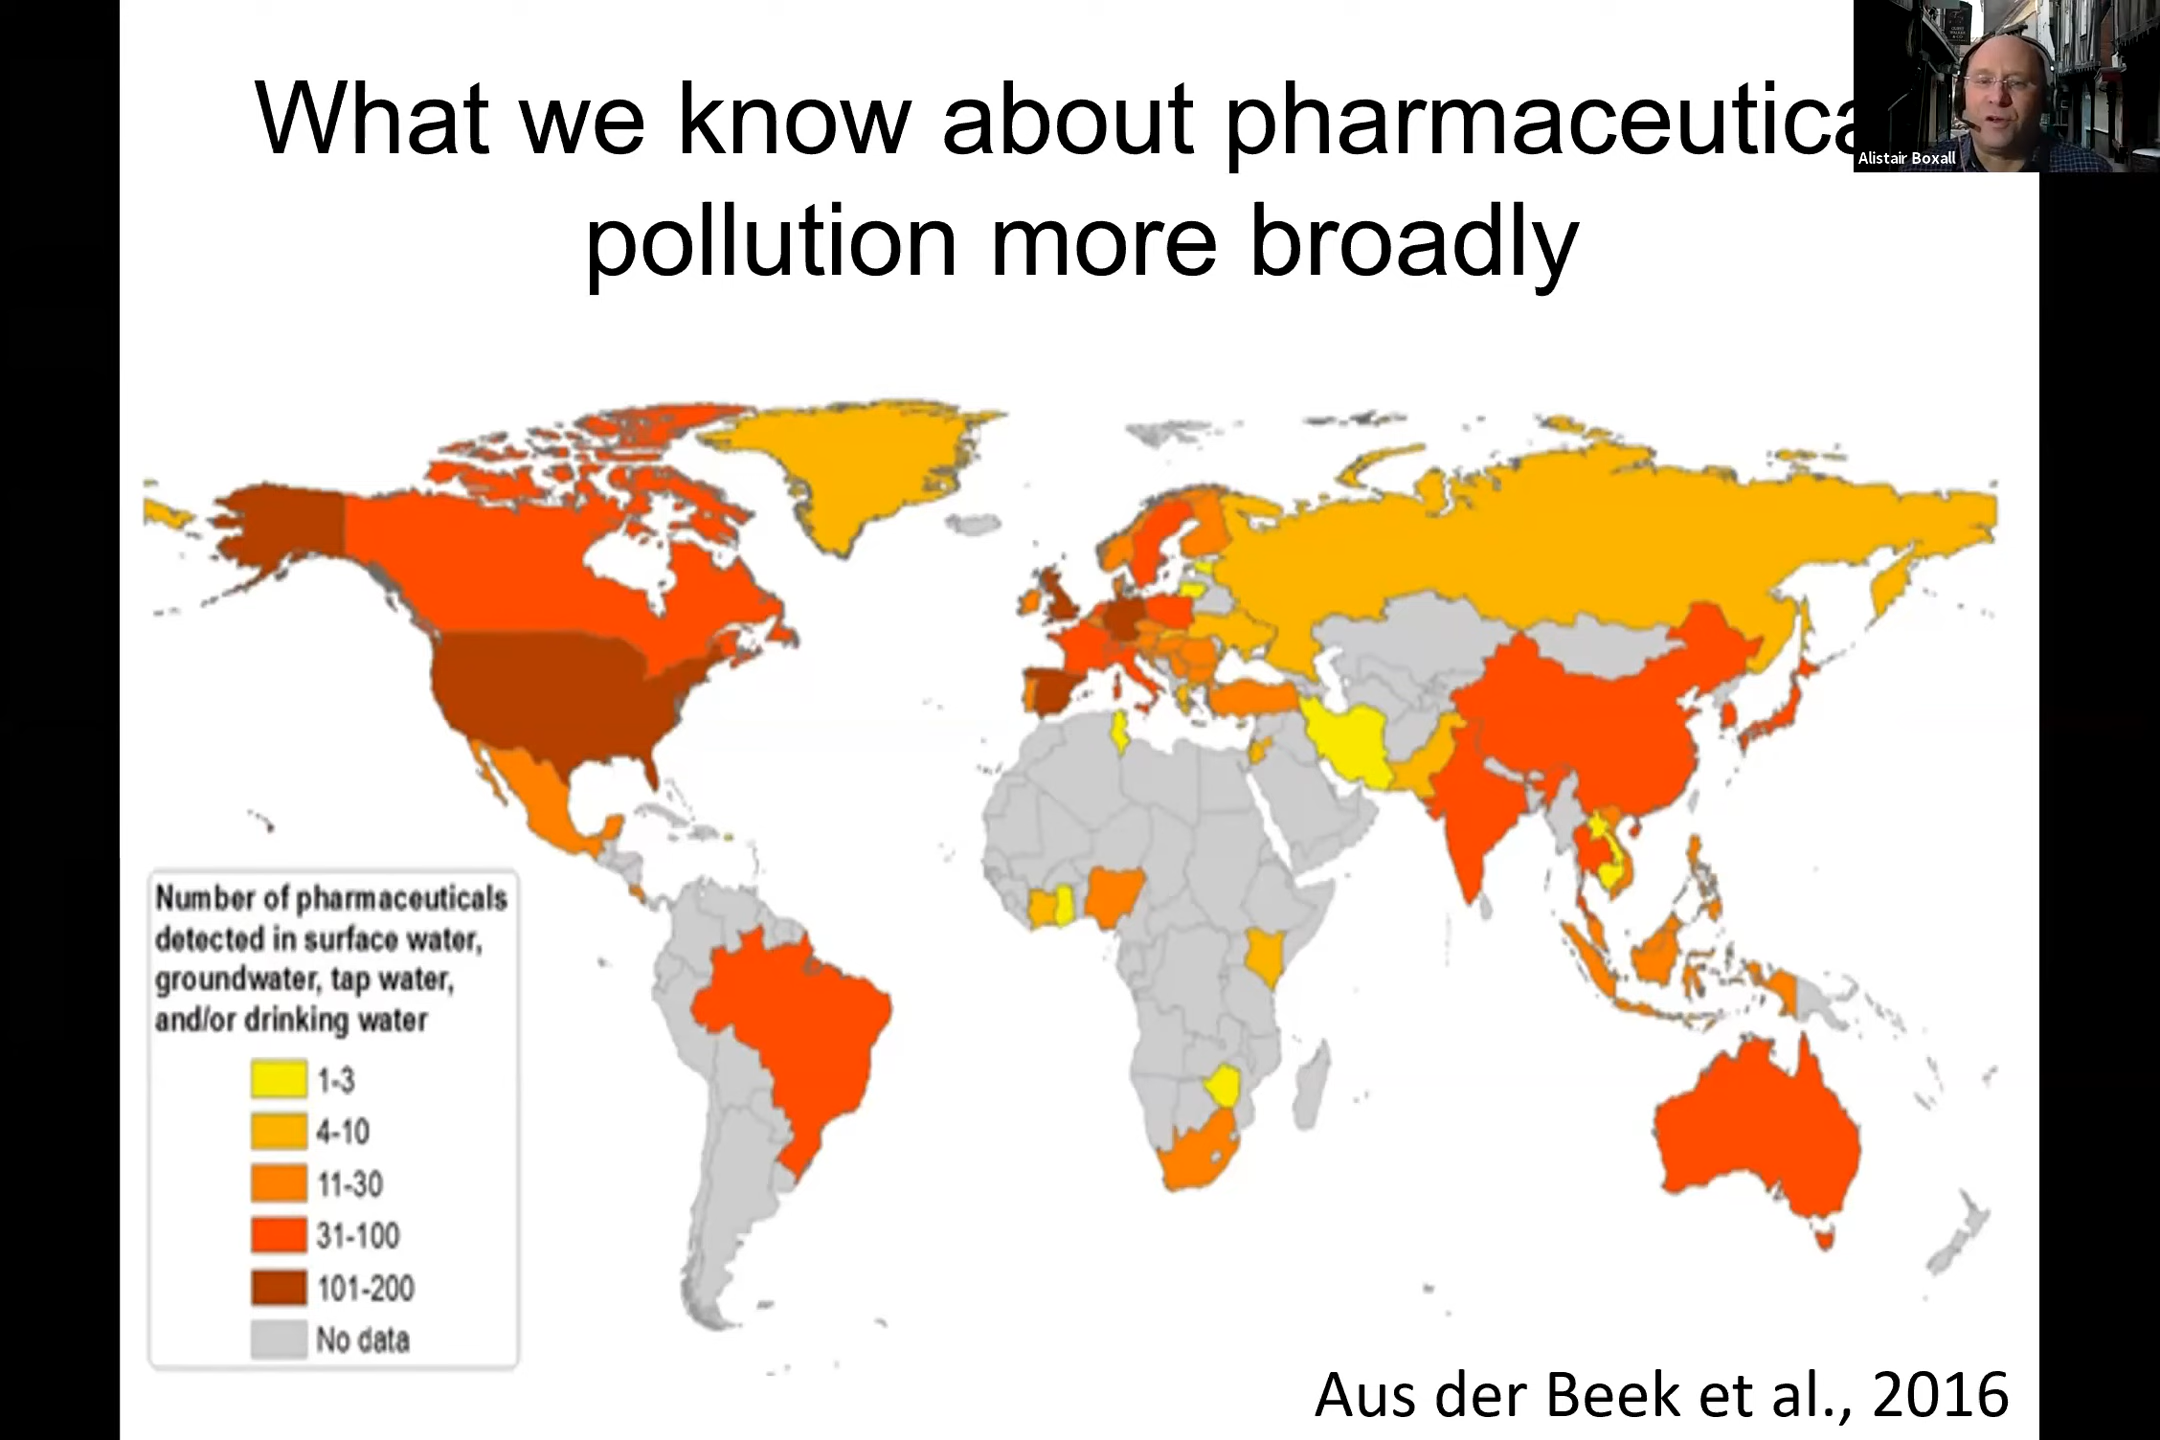 What we know about pharmaceutica
pollution more broadly
Alistair Boxall
Number of pharmaceuticals
detected in surface water,
groundwater, tap water,
and/or drinking water
1-3
4-10
11-30
31-100
101-200
No data
Aus der Beek et al., 2016